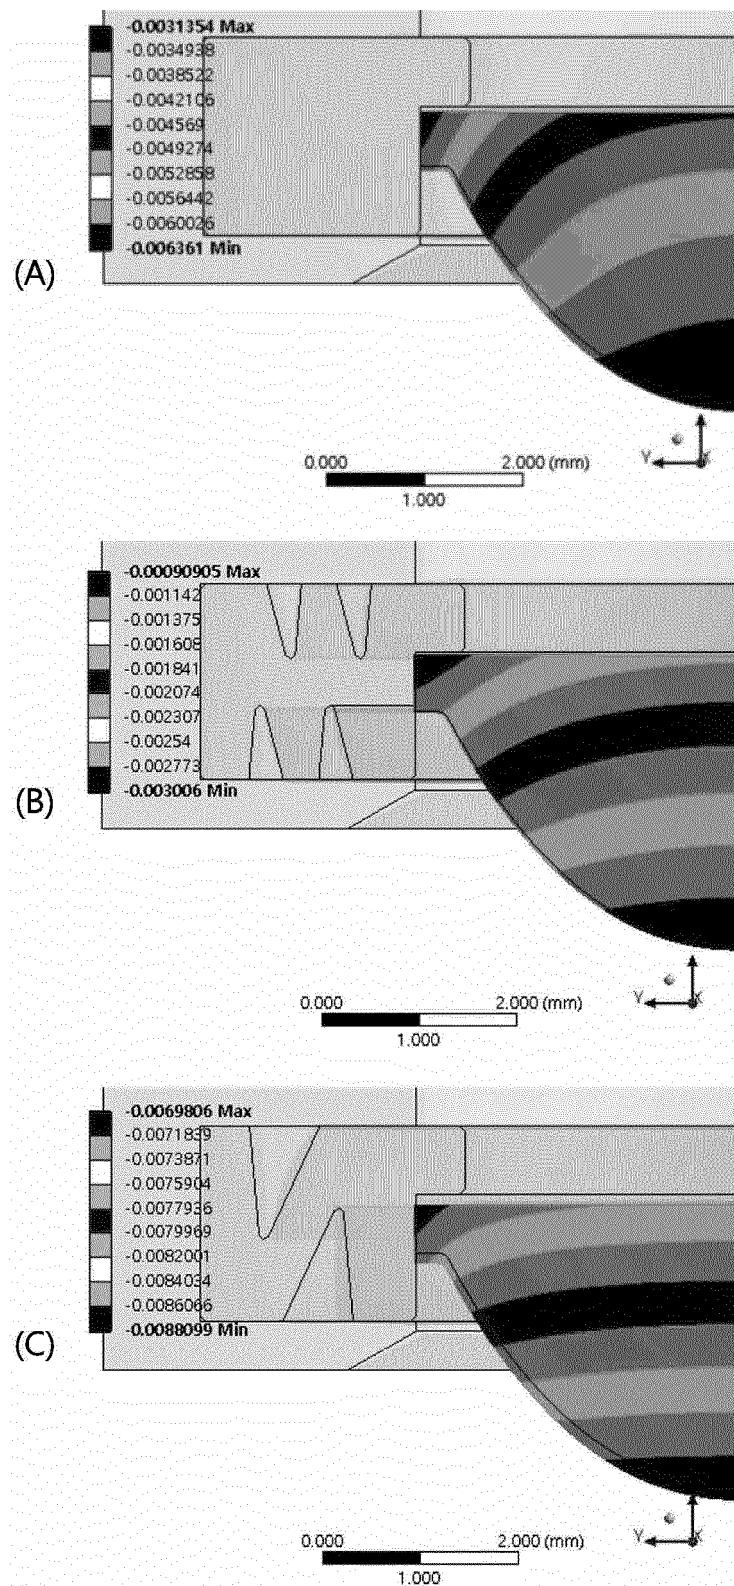 -0.0031354 Max
-0.0034938
-0.0038522
-0.0042106
-0.004569
-0.0049274
-0.0052858
-0.0056442
-0.0060026
-0.006361 Min
(A)
Y X
0.000 2.000 (mm)
1.000
-0.00090905 Max
-0.001142
-0.001375
-0.001608
-0.001841
-0.002074
-0.002307
-0.00254
-0.002773
-0.003006 Min
(B)
Y X
0.000 2.000 (mm)
1.000
-0.0069806 Max
-0.0071839
-0.0073871
-0.0075904
-0.0077936
-0.0079969
-0.0082001
-0.0084034
-0.0086066
-0.0088099 Min
(C)
Y X
0.000 2.000 (mm)
1.000